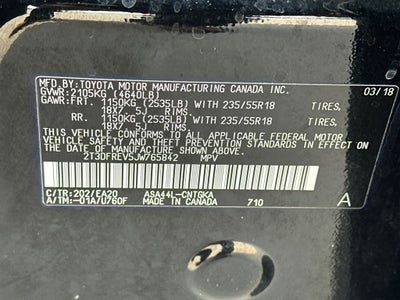 MFD.BY:TOYOTA MOTOR MANUFACTURING CANADA INC.
GVWR:2105KG (4640LB) 03/18
GAWR:FRT. 1150KG (2535LB) WITH 235/55R18 TIRES,
18X7 5J RIMS,
RR. 1150KG (2535LB) WITH 235/55R18 TIRES,
18X7 5J RIMS,
THIS VEHICLE CONFORMS TO ALL APPLICABLE FEDERAL MOTOR
VEHICLE SAFETY, BUMPER, AND THEFT PREVENTION STANDARDS IN
EFFECT ON THE DATE OF MANUFACTURE SHOWN ABOVE.
2T3DFREV5JW765842 MPV
C/TR:202/EA20 ASA44L-CNTGKA
A/TM:-01A/U760F MADE IN CANADA 710 A